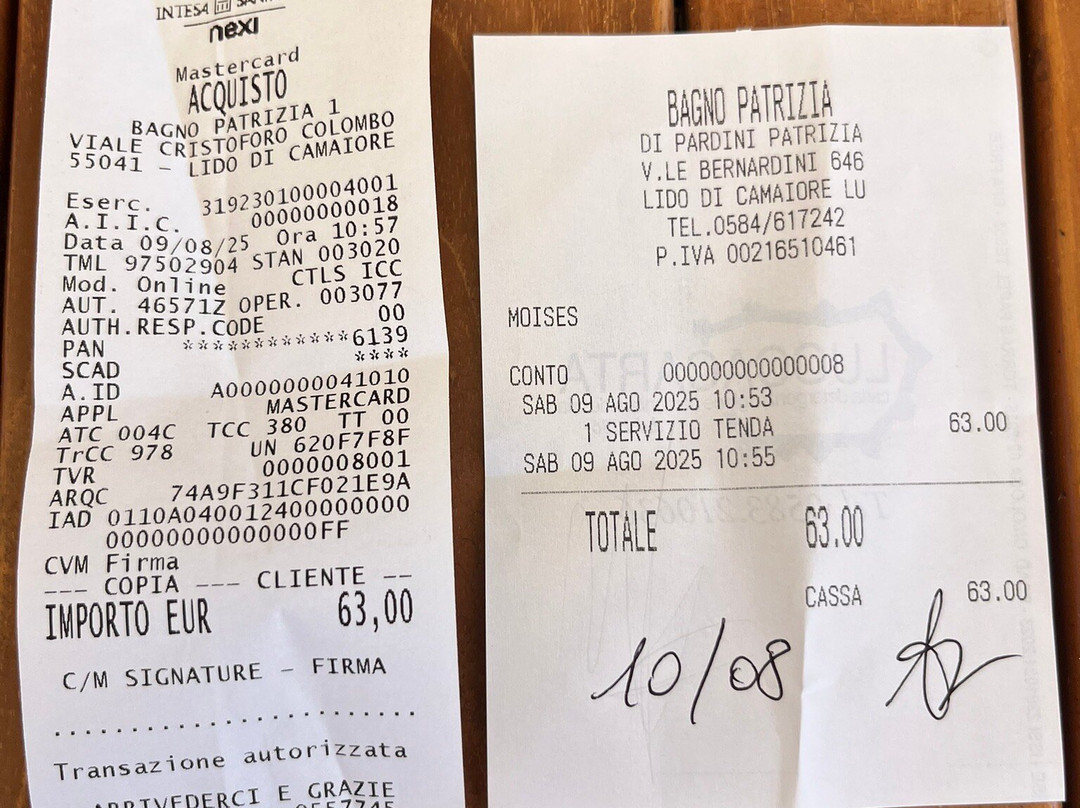 INTESA
nexi
Mastercard
ACQUISTO
BAGNO PATRIZIA 1
VIALE CRISTOFORO COLOMBO
55041 - LIDO DI CAMAIORE
Eserc. 319230100004001
A.I.I.C. 00000000018
Data 09/08/25 Ora 10:57
TML 97502904 STAN 003020
Mod. Online CTLS ICC
AUT. 46571Z OPER. 003077
AUTH.RESP.CODE 00
PAN ************6139
SCAD ****
A.ID A0000000041010
APPL MASTERCARD
ATC 004C TCC 380 TT 00
TrCC 978 UN 620F7F8F
TVR 0000008001
ARQC 74A9F311CF021E9A
IAD 0110A040012400000000
00000000000000FF
CVM Firma
--- COPIA --- CLIENTE --
IMPORTO EUR 63,00
C/M SIGNATURE - FIRMA
........................
Transazione autorizzata
ARRIVEDERCI E GRAZIE
BAGNO PATRIZIA
DI PARDINI PATRIZIA
V.LE BERNARDINI 646
LIDO DI CAMAIORE LU
TEL.0584/617242
P.IVA 00216510461
MOISES
CONTO 0000000000000008
SAB 09 AGO 2025 10:53
1 SERVIZIO TENDA 63.00
SAB 09 AGO 2025 10:55
TOTALE 63.00
CASSA 63.00
10/08